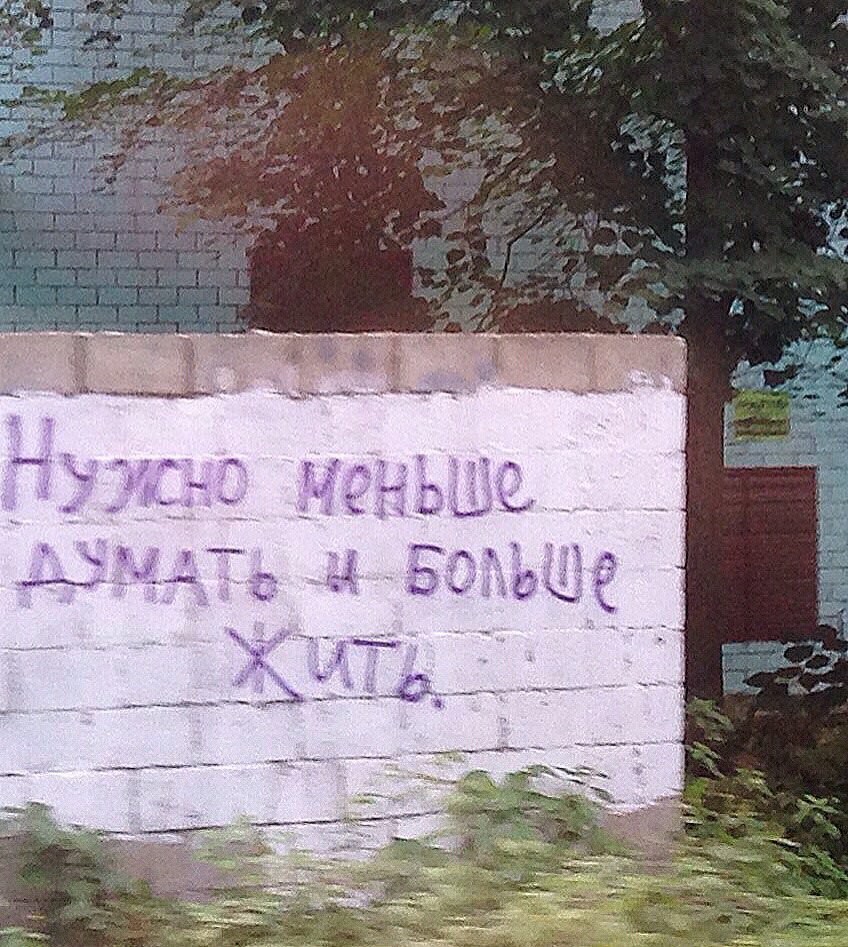 Нужно меньше
думать и больше
жить.